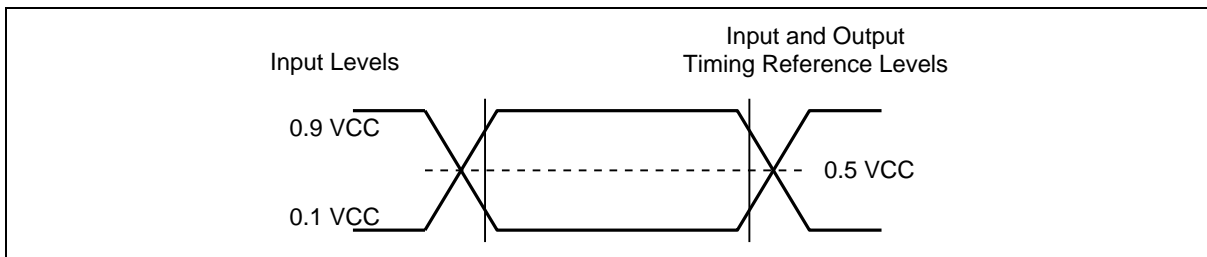 Input Levels
Input and Output
Timing Reference Levels
0.9 VCC
0.5 VCC
0.1 VCC